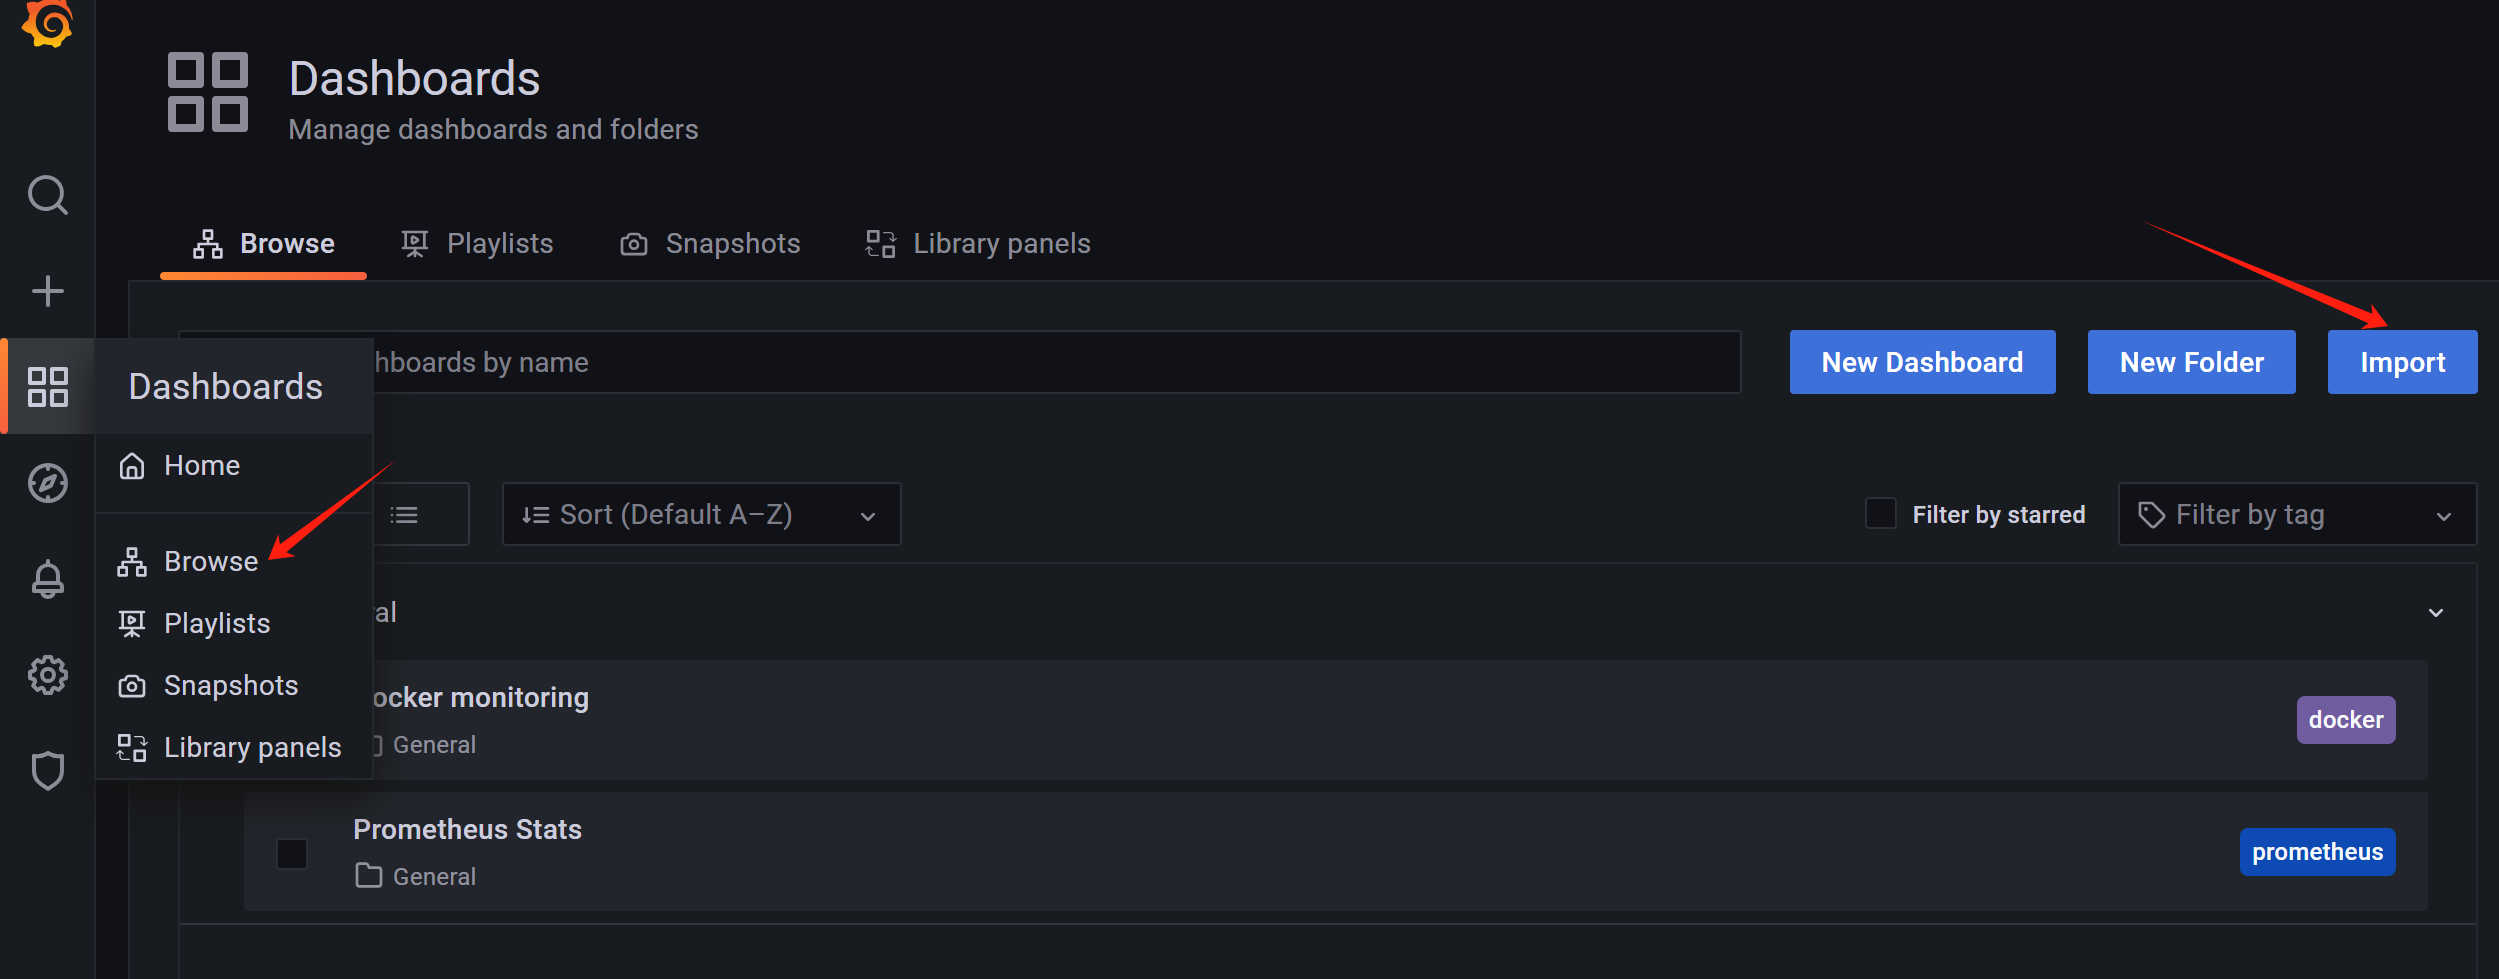 Dashboards
Manage dashboards and folders
Browse
Playlists
Snapshots
Library panels
hboards by name
New Dashboard
New Folder
Import
Dashboards
Home
Browse
Playlists
Snapshots
Library panels
Sort (Default A–Z)
Filter by starred
Filter by tag
al
ocker monitoring
General
docker
Prometheus Stats
General
prometheus